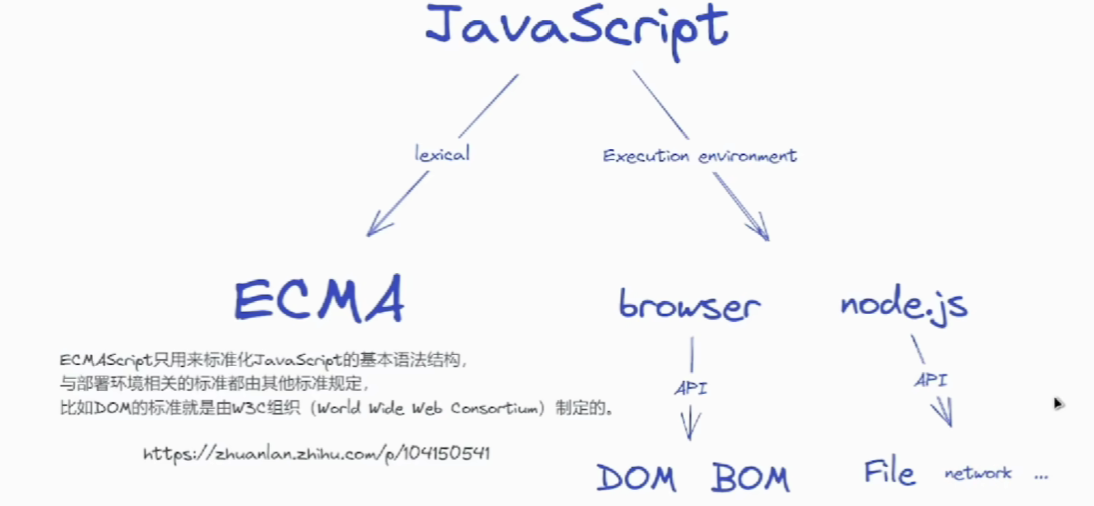 JavaScript
lexical
Execution environment
ECMA
browser
node.js
ECMAScript只用来标准化JavaScript的基本语法结构，
与部署环境相关的标准都由其他标准规定，
比如DOM的标准就是由W3C组织（World Wide Web Consortium）制定的。
https://zhuanlan.zhihu.com/p/104150541
API
API
DOM BOM
File network ...